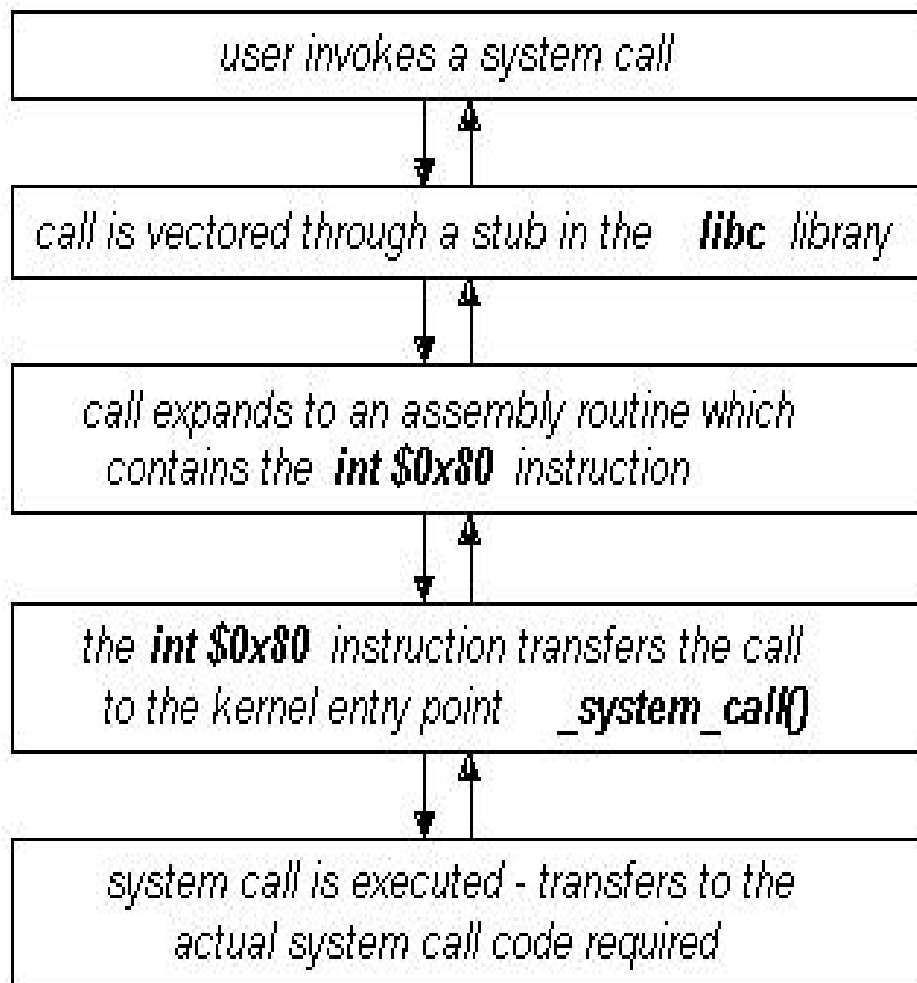 user invokes a system call
call is vectored through a stub in the libc library
call expands to an assembly routine which
contains the int $0x80 instruction
the int $0x80 instruction transfers the call
to the kernel entry point _system_call()
system call is executed - transfers to the
actual system call code required